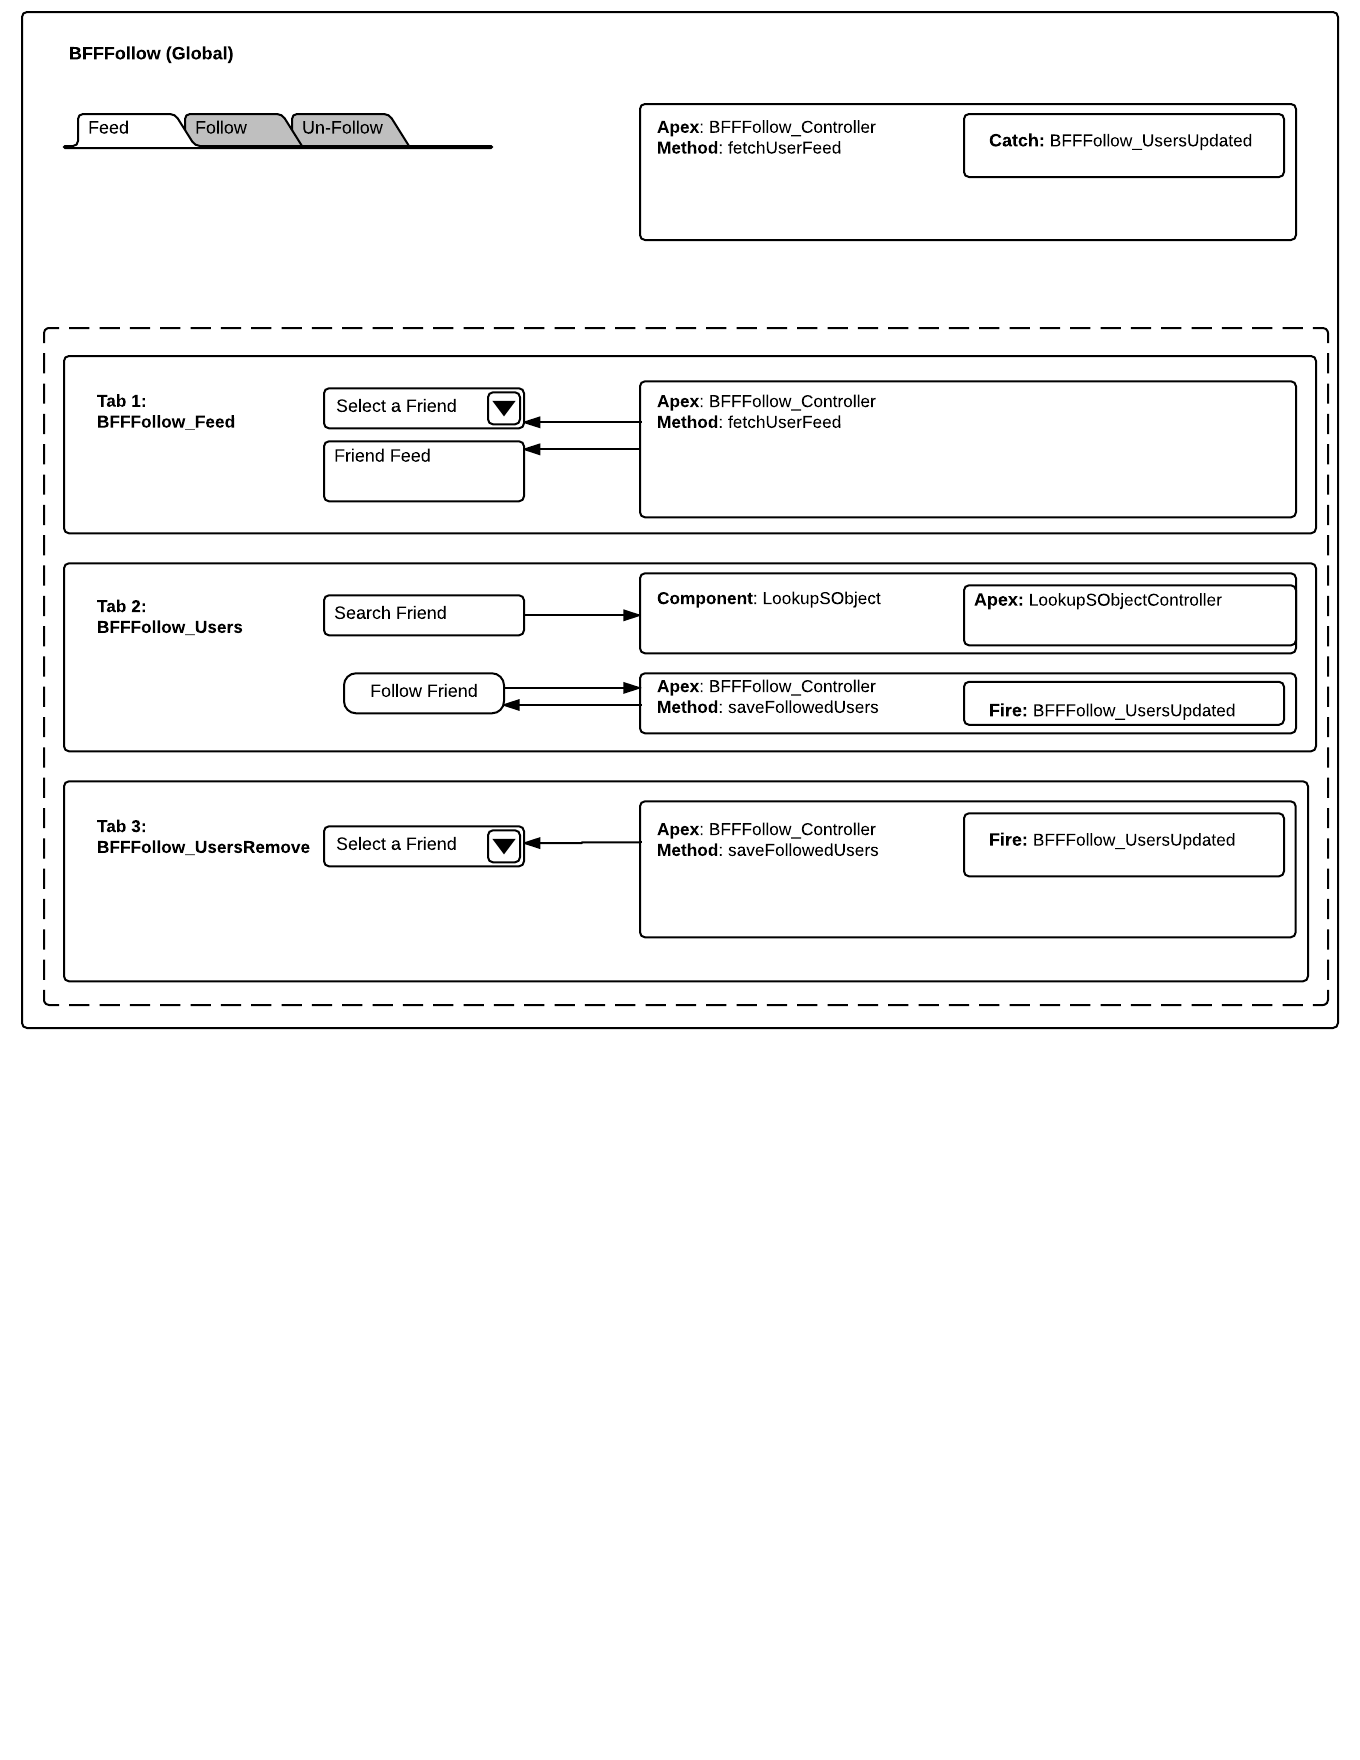 BFFFollow (Global)
Feed
Follow
Un-Follow
Apex: BFFFollow_Controller
Method: fetchUserFeed
Catch: BFFFollow_UsersUpdated
Tab 1:
BFFFollow_Feed
Select a Friend
Friend Feed
Apex: BFFFollow_Controller
Method: fetchUserFeed
Tab 2:
BFFFollow_Users
Search Friend
Component: LookupSObject
Apex: LookupSObjectController
Follow Friend
Apex: BFFFollow_Controller
Method: saveFollowedUsers
Fire: BFFFollow_UsersUpdated
Tab 3:
BFFFollow_UsersRemove
Select a Friend
Apex: BFFFollow_Controller
Method: saveFollowedUsers
Fire: BFFFollow_UsersUpdated